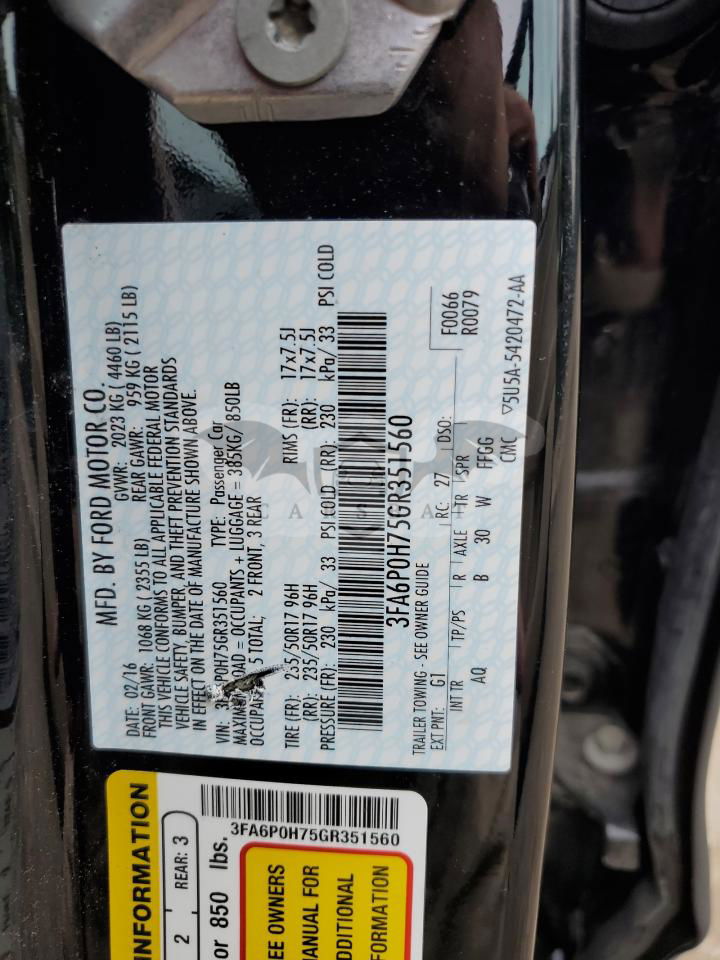 MFD. BY FORD MOTOR CO.
DATE: 02/16 GVWR: 2023 KG ( 4460 LB)
FRONT GAWR: 1068 KG ( 2355 LB) REAR GAWR: 959 KG ( 2115 LB)
THIS VEHICLE CONFORMS TO ALL APPLICABLE FEDERAL MOTOR
VEHICLE SAFETY, BUMPER, AND THEFT PREVENTION STANDARDS
IN EFFECT ON THE DATE OF MANUFACTURE SHOWN ABOVE.
VIN: P0H75GR351560 TYPE: Passenger Car
= OCCUPANTS + LUGGAGE = 385KG/ 850LB
5 TOTAL; 2 FRONT, 3 REAR
TIRE (FR): 235/50R17 96H RIMS (FR): 17x7.5J
(RR): 235/50R17 96H (RR): 17x7.5J
PRESSURE (FR): 230 kPa/ 33 PSI COLD (RR): 230 kPa/ 33 PSI COLD
3FA6P0H75GR351560
TRAILER TOWING - SEE OWNER GUIDE
EXT PNT: G1 RC: 27 DSO: F0066
R0079
INT TR TP/PS R AXLE TR SPR
AQ B 30 W FFGG
CMC ▽5U5A-5420472-AA
CASAT
INFORMATION
2 REAR: 3
or 850 lbs.
3FA6P0H75GR351560
EE OWNERS
ANUAL FOR
DDITIONAL
FORMATION